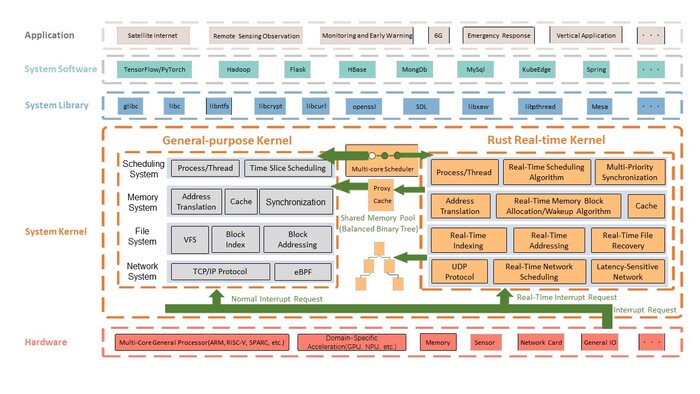 Application
Satellite Internet
Remote Sensing Observation
Monitoring and Early Warning
6G
Emergency Response
Vertical Application
· · ·
System Software
TensorFlow/PyTorch
Hadoop
Flask
HBase
MongDb
MySql
KubeEdge
Spring
· · ·
System Library
glibc
libc
libntfs
libcrypt
libcurl
openssl
SDL
libxaw
libpthread
Mesa
· · ·
System Kernel
General-purpose Kernel
Scheduling
System
Process/Thread
Time Slice Scheduling
Memory
System
Address
Translation
Cache
Synchronization
File
System
VFS
Block
Index
Block
Addressing
Network
System
TCP/IP Protocol
eBPF
Multi-core Scheduler
Proxy
Cache
Shared Memory Pool
(Balanced Binary Tree)
Rust Real-time Kernel
Process/Thread
Real-Time Scheduling
Algorithm
Multi-Priority
Synchronization
Address
Translation
Real-Time Memory Block
Allocation/Wakeup Algorithm
Cache
Real-Time
Indexing
Real-Time
Addressing
Real-Time File
Recovery
UDP
Protocol
Real-Time Network
Scheduling
Latency-Sensitive
Network
Normal Interrupt Request
Real-Time Interrupt Request
Interrupt Request
Hardware
Multi-Core General Processor(ARM, RISC-V, SPARC, etc.)
Domain-Specific
Acceleration(GPU, NPU, etc.)
Memory
Sensor
Network Card
General IO
· · ·